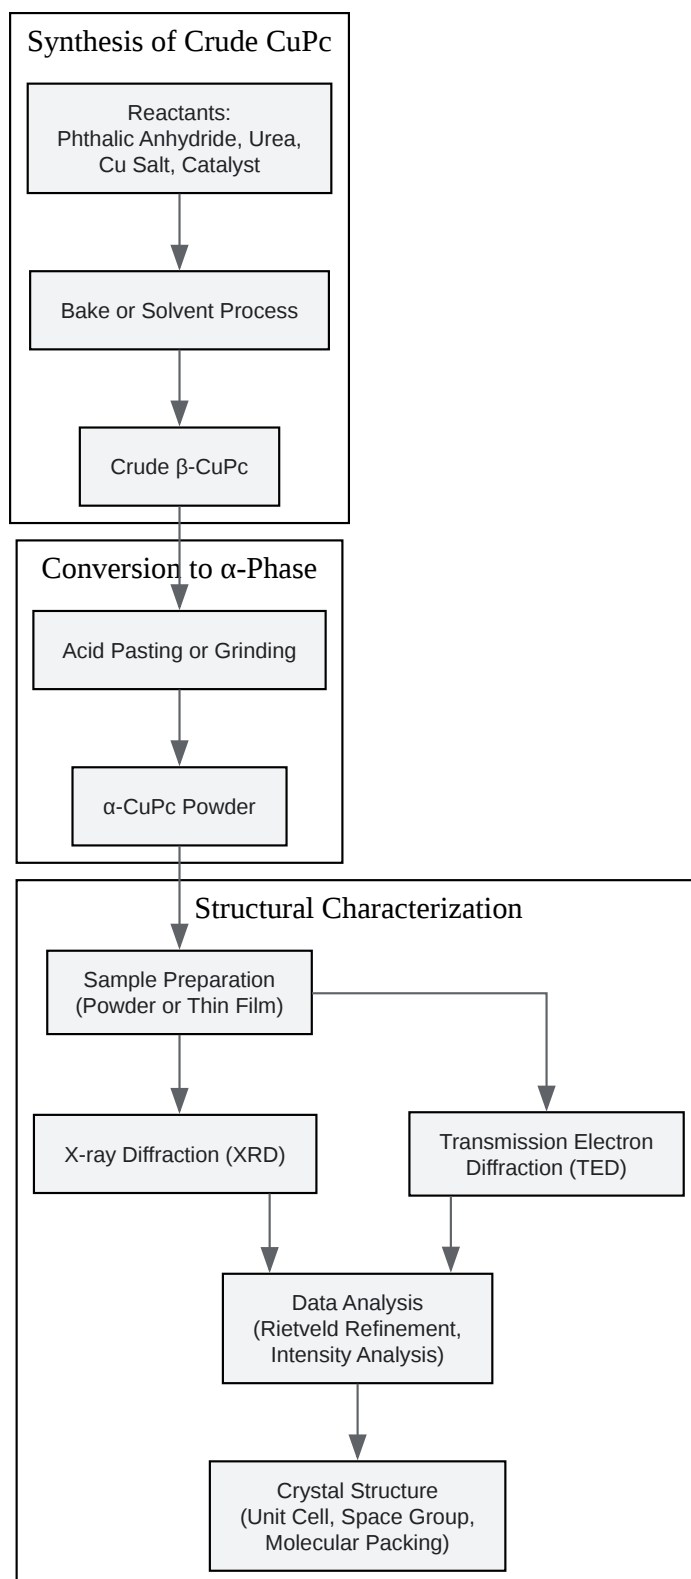 Synthesis of Crude CuPc
Reactants:
Phthalic Anhydride, Urea,
Cu Salt, Catalyst
Bake or Solvent Process
Crude β-CuPc
Conversion to α-Phase
Acid Pasting or Grinding
α-CuPc Powder
Structural Characterization
Sample Preparation
(Powder or Thin Film)
X-ray Diffraction (XRD)
Transmission Electron
Diffraction (TED)
Data Analysis
(Rietveld Refinement,
Intensity Analysis)
Crystal Structure
(Unit Cell, Space Group,
Molecular Packing)